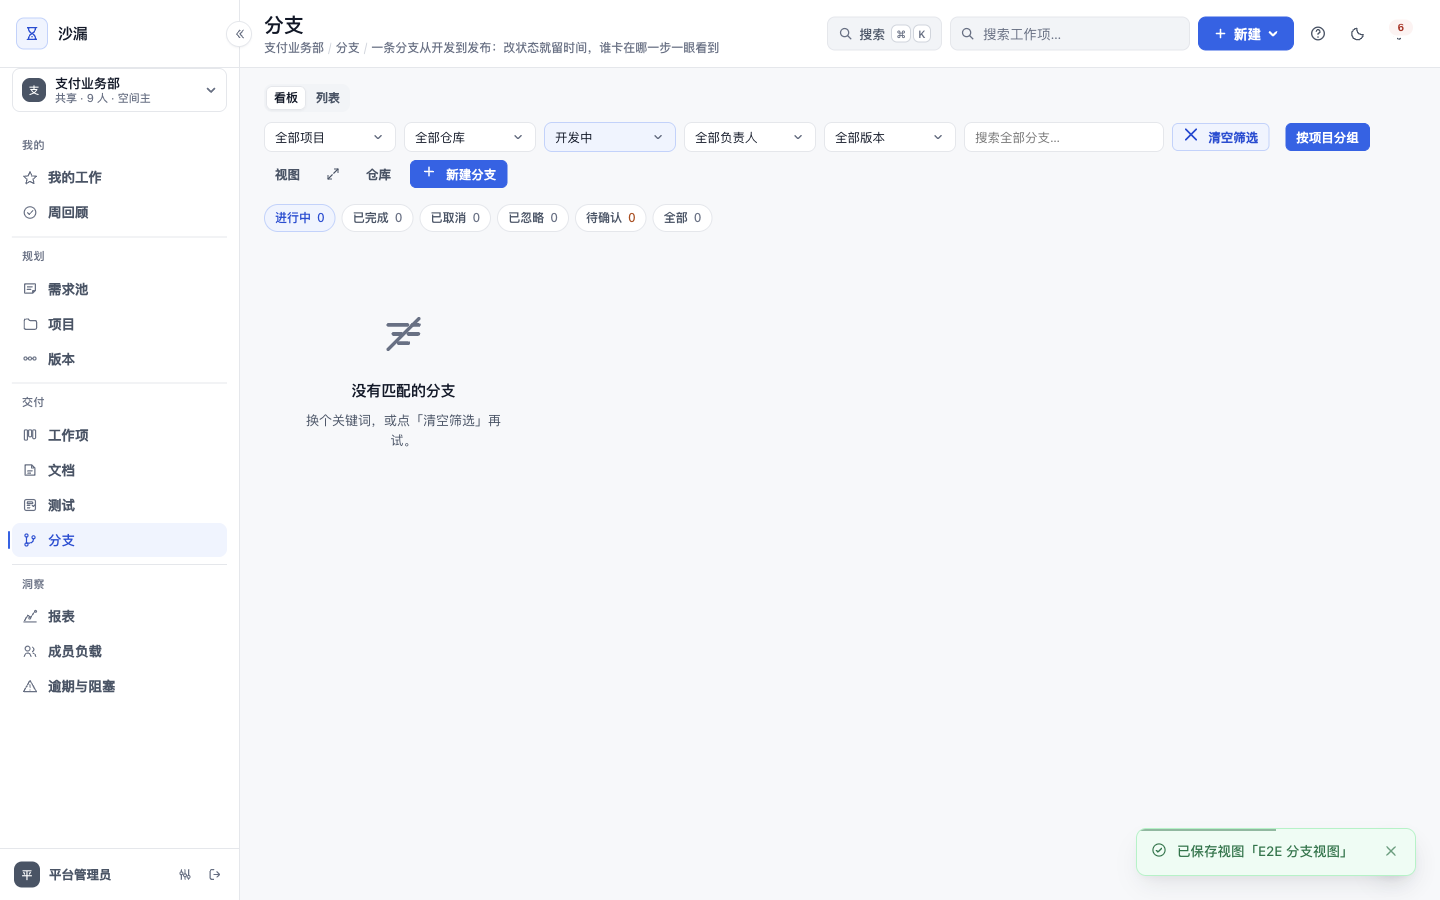 沙漏
分支
支付业务部 / 分支 / 一条分支从开发到发布：改状态就留时间，谁卡在哪一步一眼看到
搜索 ⌘ K
搜索工作项...
新建
6
支
支付业务部
共享 · 9 人 · 空间主
我的
我的工作
周回顾
规划
需求池
项目
版本
交付
工作项
文档
测试
分支
洞察
报表
成员负载
逾期与阻塞
平
平台管理员
看板 列表
全部项目 全部仓库 开发中 全部负责人 全部版本 搜索全部分支... 清空筛选 按项目分组
视图 仓库 新建分支
进行中 0 已完成 0 已取消 0 已忽略 0 待确认 0 全部 0
没有匹配的分支
换个关键词，或点「清空筛选」再
试。
已保存视图「E2E 分支视图」